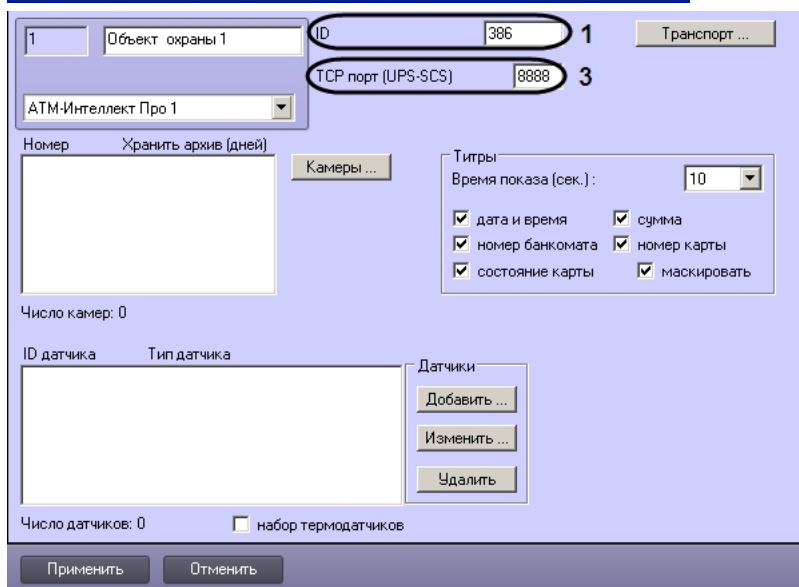 1 Объект охраны 1 ID 386 1 Транспорт ...
TCP порт (UPS-SCS) 8888 3
АТМ-Интеллект Про 1
Номер Хранить архив (дней)
Камеры ...
Титры
Время показа (сек.) : 10
дата и время сумма
номер банкомата номер карты
состояние карты маскировать
Число камер: 0
ID датчика Тип датчика
Датчики
Добавить ...
Изменить ...
Удалить
Число датчиков: 0 набор термодатчиков
Применить Отменить